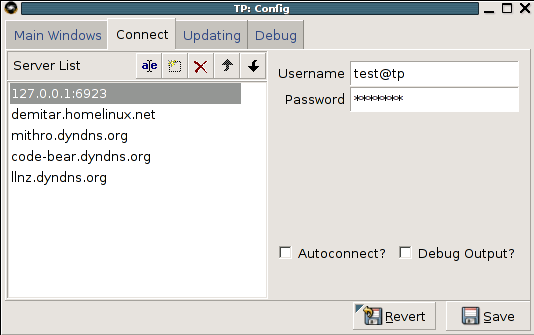 TP: Config
Main Windows Connect Updating Debug
Server List
127.0.0.1:6923
demitar.homelinux.net
mithro.dyndns.org
code-bear.dyndns.org
llnz.dyndns.org
Username test@tp
Password *******
Autoconnect? Debug Output?
Revert Save